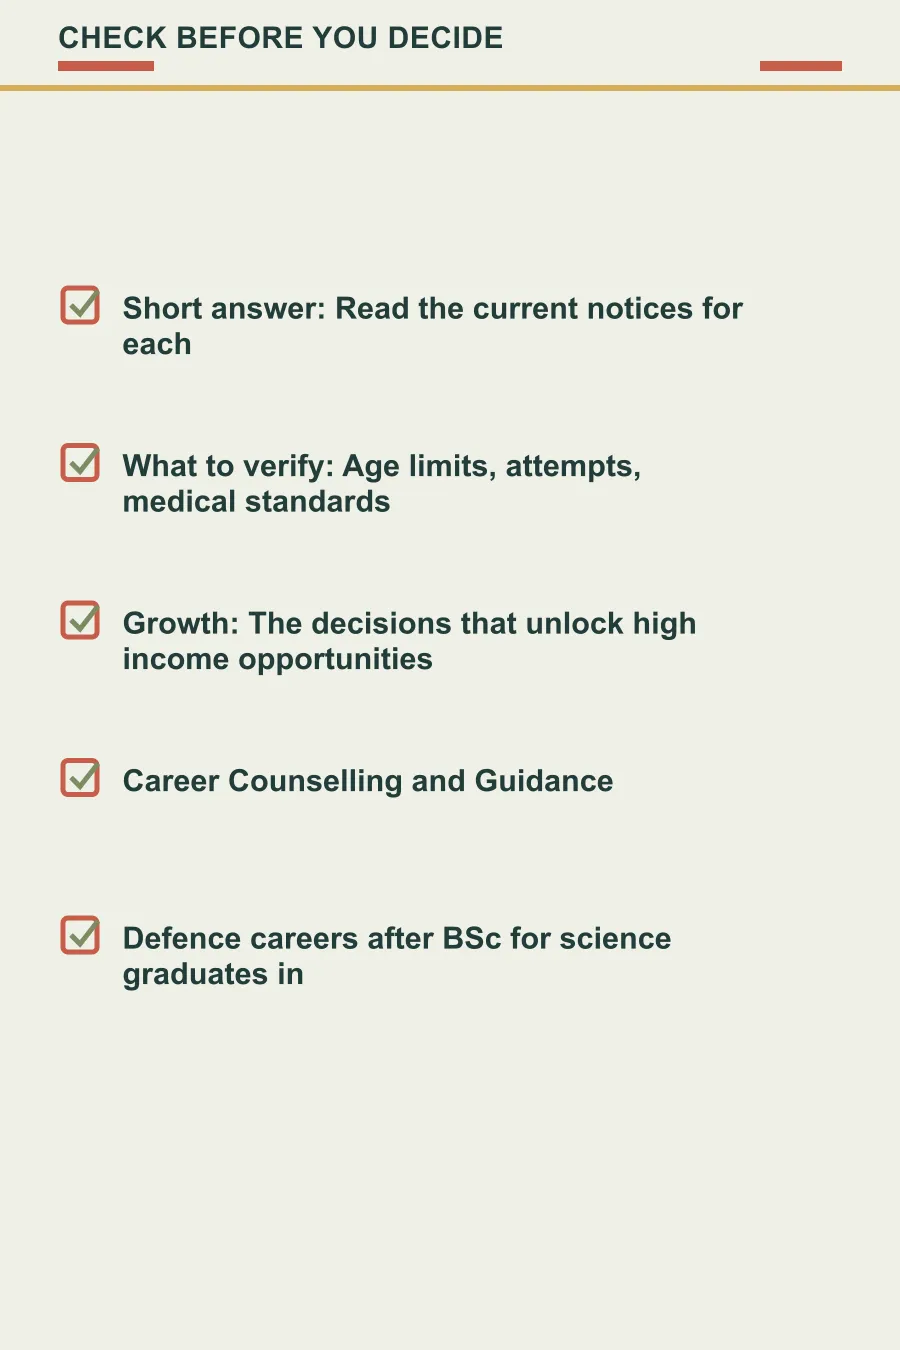 CHECK BEFORE YOU DECIDE
Short answer: Read the current notices for
each
What to verify: Age limits, attempts,
medical standards
Growth: The decisions that unlock high
income opportunities
Career Counselling and Guidance
Defence careers after BSc for science
graduates in